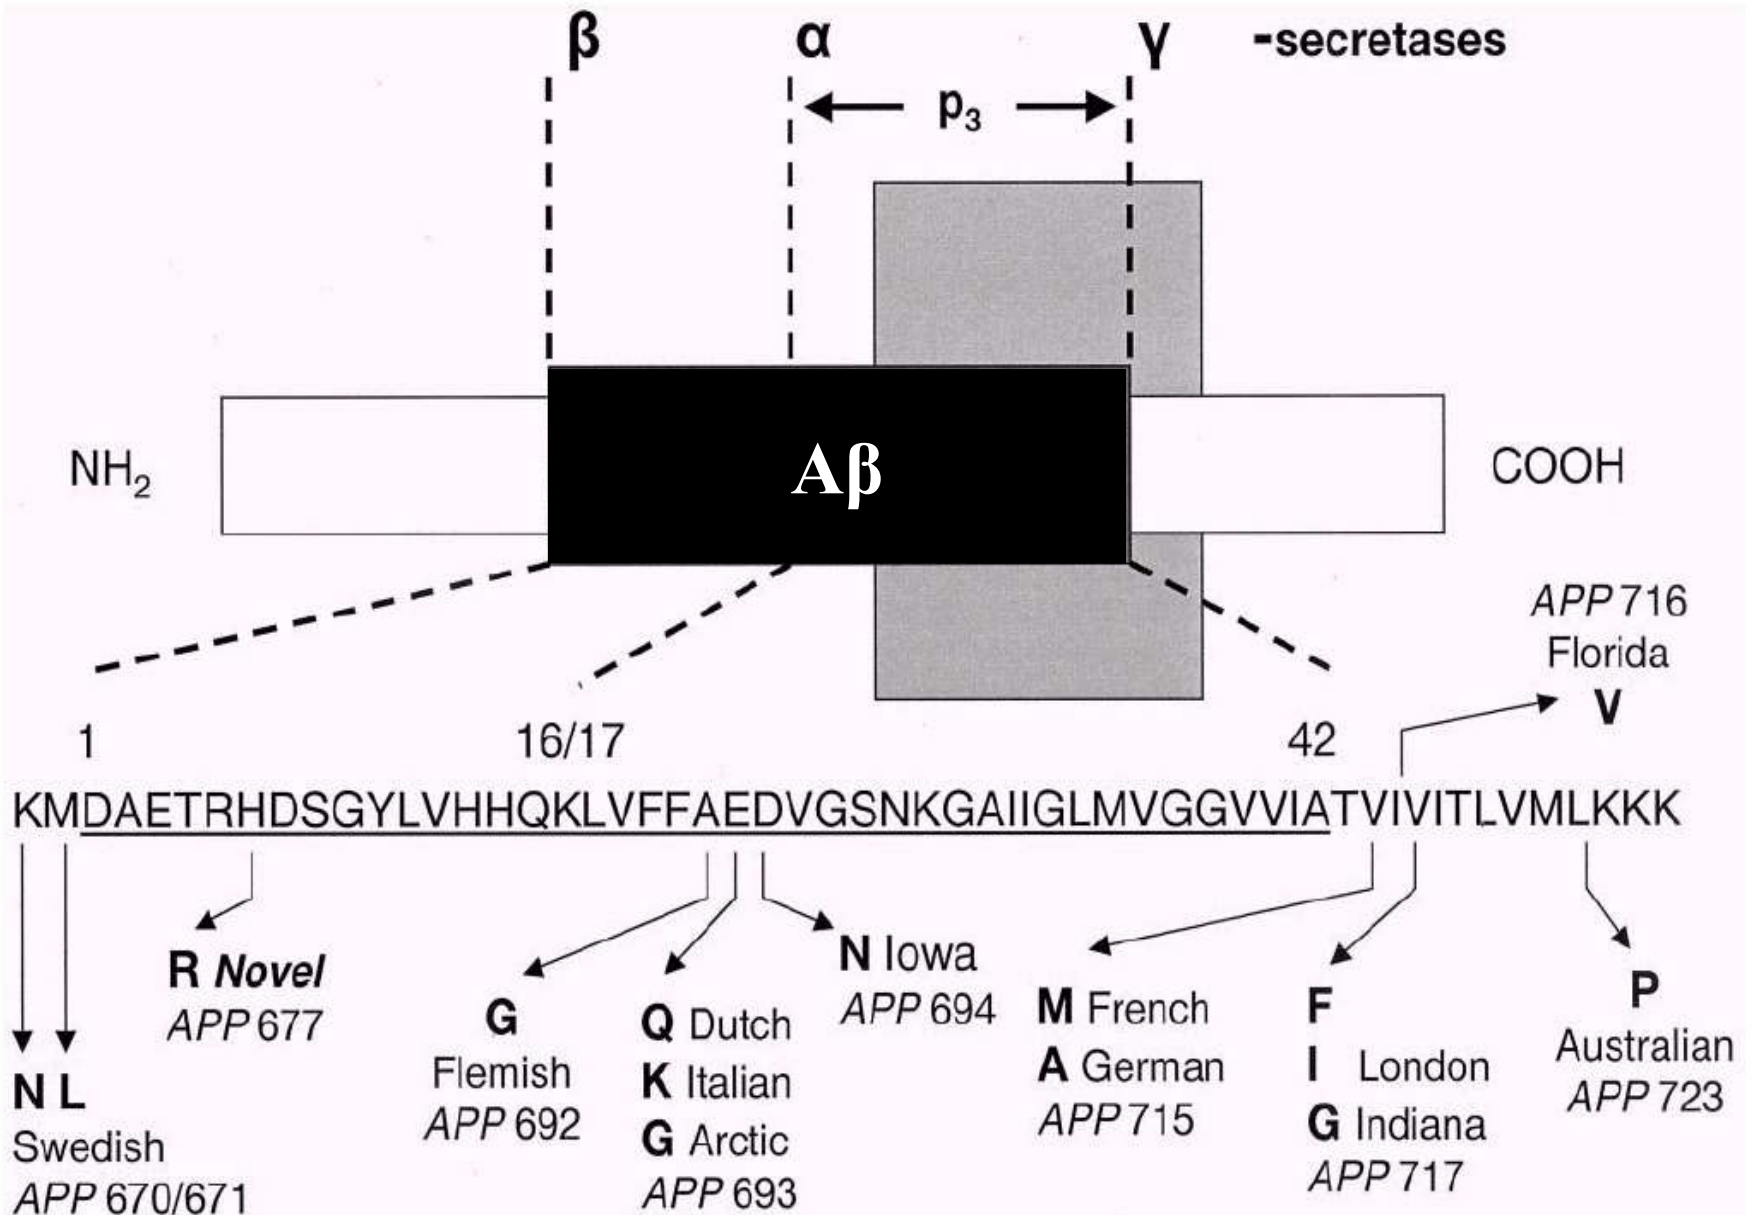 β α γ -secretases
p3
Aβ
NH2
COOH
APP 716
Florida
V
1 16/17 42
KMDAETRHDSGYLVHHQKLVFFAEDVGSNKGAIIGLMVGGVVIATVIVITLVMLKKK
N L
Swedish
APP 670/671
R Novel
APP 677
G
Flemish
APP 692
Q Dutch
K Italian
G Arctic
APP 693
N Iowa
APP 694
M French
A German
APP 715
F
I London
G Indiana
APP 717
P
Australian
APP 723